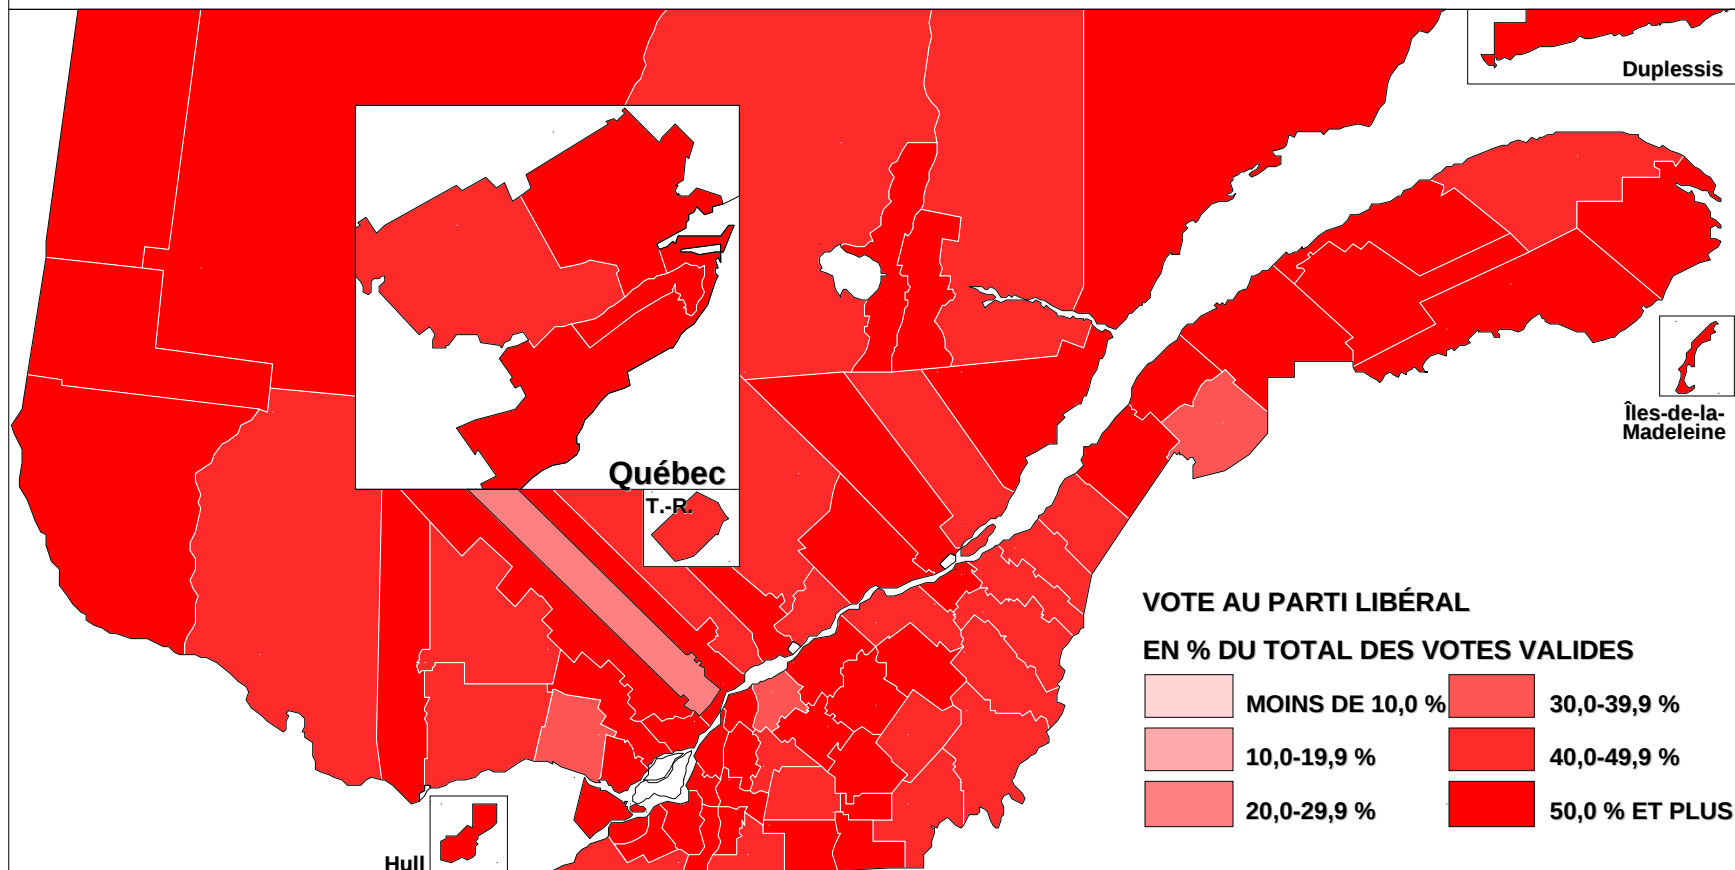 Duplessis
Îles-de-la-
Madeleine
Québec
T.-R.
VOTE AU PARTI LIBÉRAL
EN % DU TOTAL DES VOTES VALIDES
MOINS DE 10,0 %
30,0-39,9 %
10,0-19,9 %
40,0-49,9 %
20,0-29,9 %
50,0 % ET PLUS
Hull